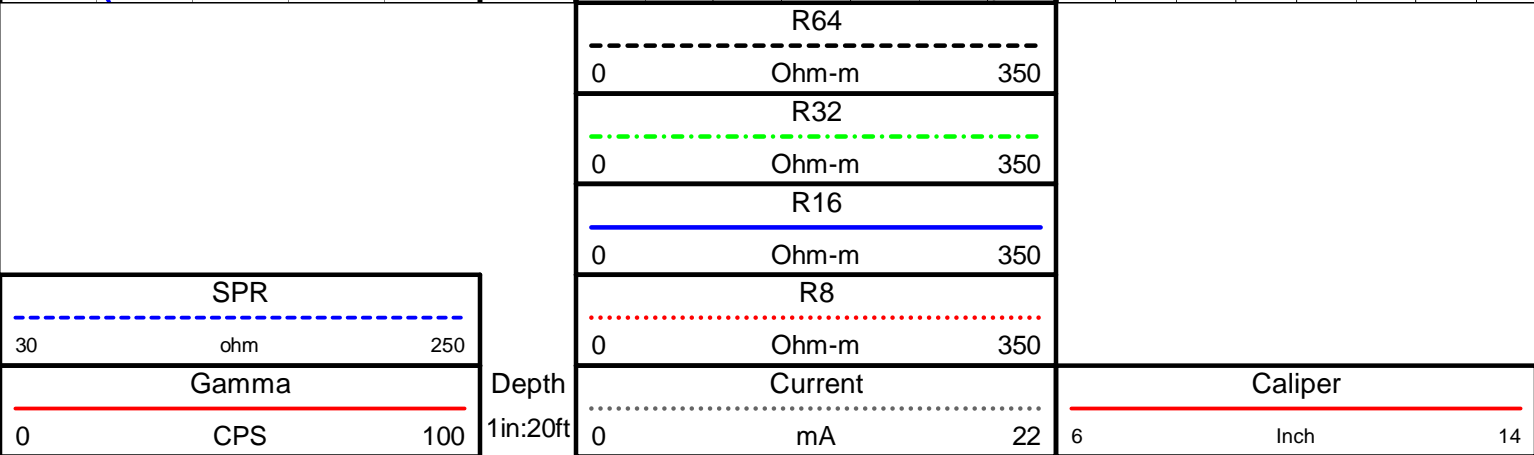 R64
0 Ohm-m 350
R32
0 Ohm-m 350
R16
0 Ohm-m 350
SPR
30 ohm 250
R8
0 Ohm-m 350
Gamma
0 CPS 100
Depth
1in:20ft
Current
0 mA 22
Caliper
6 Inch 14